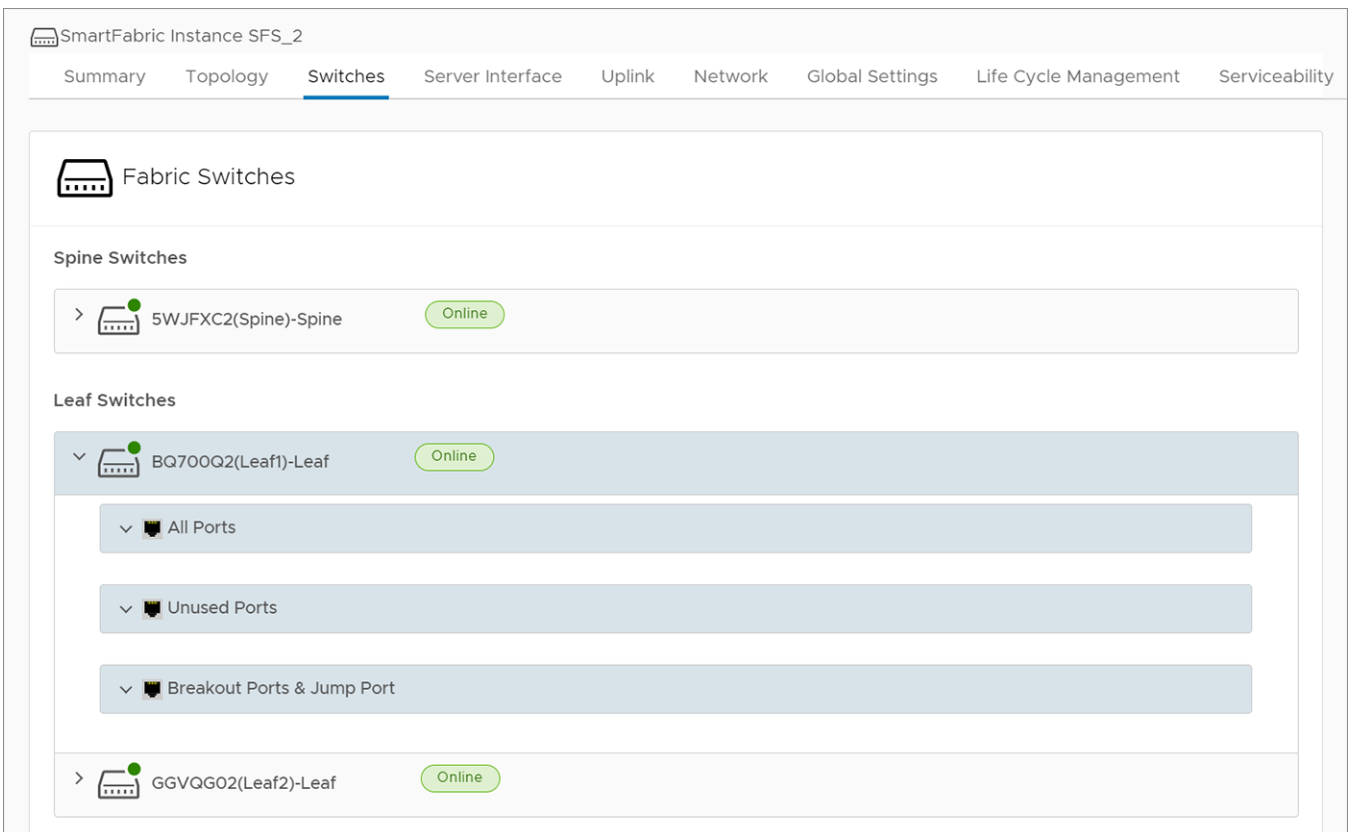 SmartFabric Instance SFS_2
Summary Topology Switches Server Interface Uplink Network Global Settings Life Cycle Management Serviceability
Fabric Switches
Spine Switches
5WJFXC2(Spine)-Spine Online
Leaf Switches
BQ700Q2(Leaf1)-Leaf Online
All Ports
Unused Ports
Breakout Ports & Jump Port
GGVQG02(Leaf2)-Leaf Online